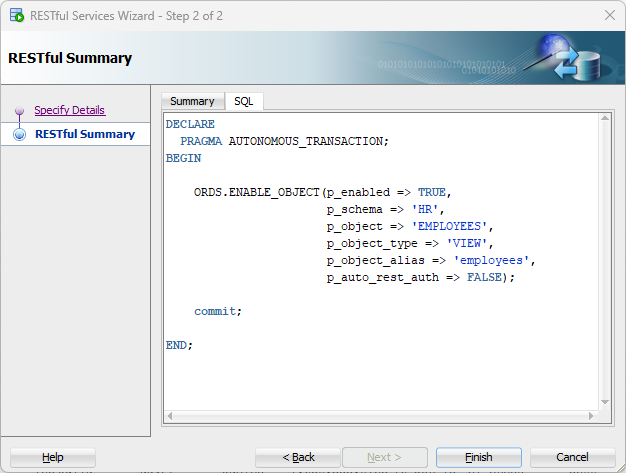 RESTful Services Wizard - Step 2 of 2
RESTful Summary
Specify Details
RESTful Summary
Summary
SQL
DECLARE
  PRAGMA AUTONOMOUS_TRANSACTION;
BEGIN

    ORDS.ENABLE_OBJECT(p_enabled => TRUE,
                       p_schema => 'HR',
                       p_object => 'EMPLOYEES',
                       p_object_type => 'VIEW',
                       p_object_alias => 'employees',
                       p_auto_rest_auth => FALSE);

    commit;

END;
Help
< Back
Next >
Finish
Cancel